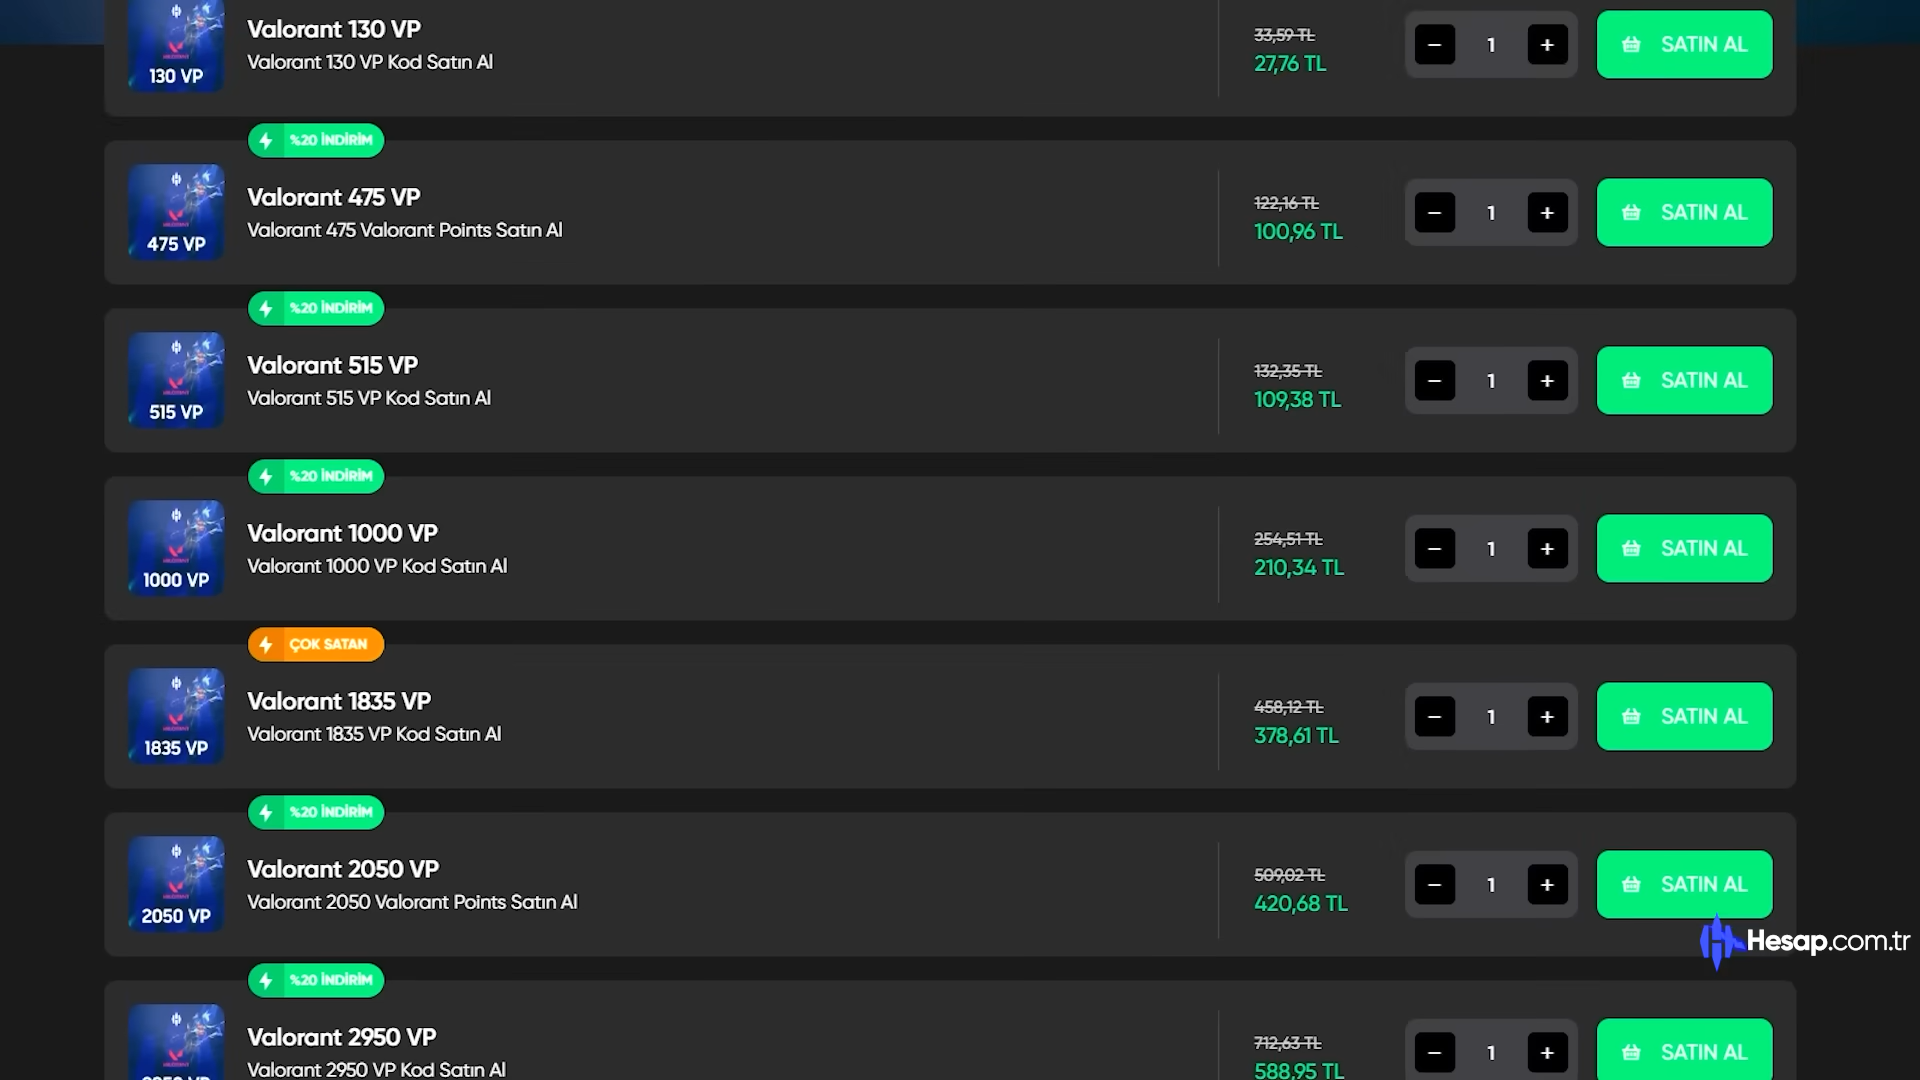 Valorant 130 VP
Valorant 130 VP Kod Satın Al
130 VP
33,59 TL
27,76 TL
1
SATIN AL
%20 İNDİRİM
Valorant 475 VP
Valorant 475 Valorant Points Satın Al
475 VP
122,16 TL
100,96 TL
1
SATIN AL
%20 İNDİRİM
Valorant 515 VP
Valorant 515 VP Kod Satın Al
515 VP
132,35 TL
109,38 TL
1
SATIN AL
%20 İNDİRİM
Valorant 1000 VP
Valorant 1000 VP Kod Satın Al
1000 VP
254,51 TL
210,34 TL
1
SATIN AL
ÇOK SATAN
Valorant 1835 VP
Valorant 1835 VP Kod Satın Al
1835 VP
458,12 TL
378,61 TL
1
SATIN AL
%20 İNDİRİM
Valorant 2050 VP
Valorant 2050 Valorant Points Satın Al
2050 VP
509,02 TL
420,68 TL
1
SATIN AL
Hesap.com.tr
%20 İNDİRİM
Valorant 2950 VP
Valorant 2950 VP Kod Satın Al
712,63 TL
588,95 TL
1
SATIN AL